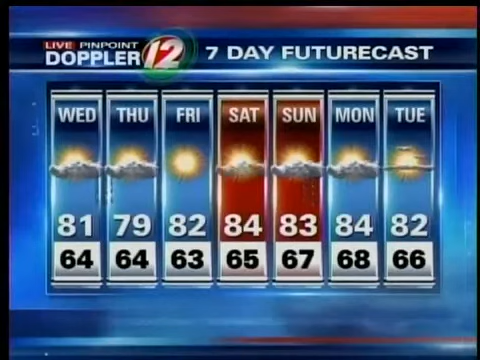 LIVE PINPOINT
DOPPLER 12 7 DAY FUTURECAST
WED THU FRI SAT SUN MON TUE
81 79 82 84 83 84 82
64 64 63 65 67 68 66